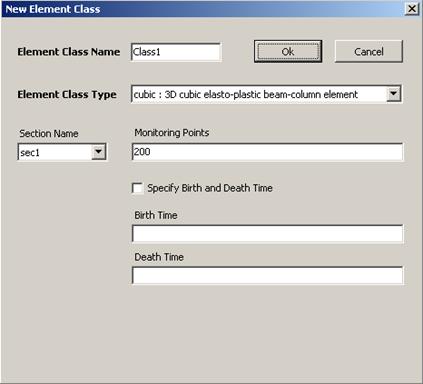 New Element Class
Element Class Name Class1 Ok Cancel
Element Class Type cubic : 3D cubic elasto-plastic beam-column element
Section Name Monitoring Points
sec1 200
Specify Birth and Death Time
Birth Time
Death Time